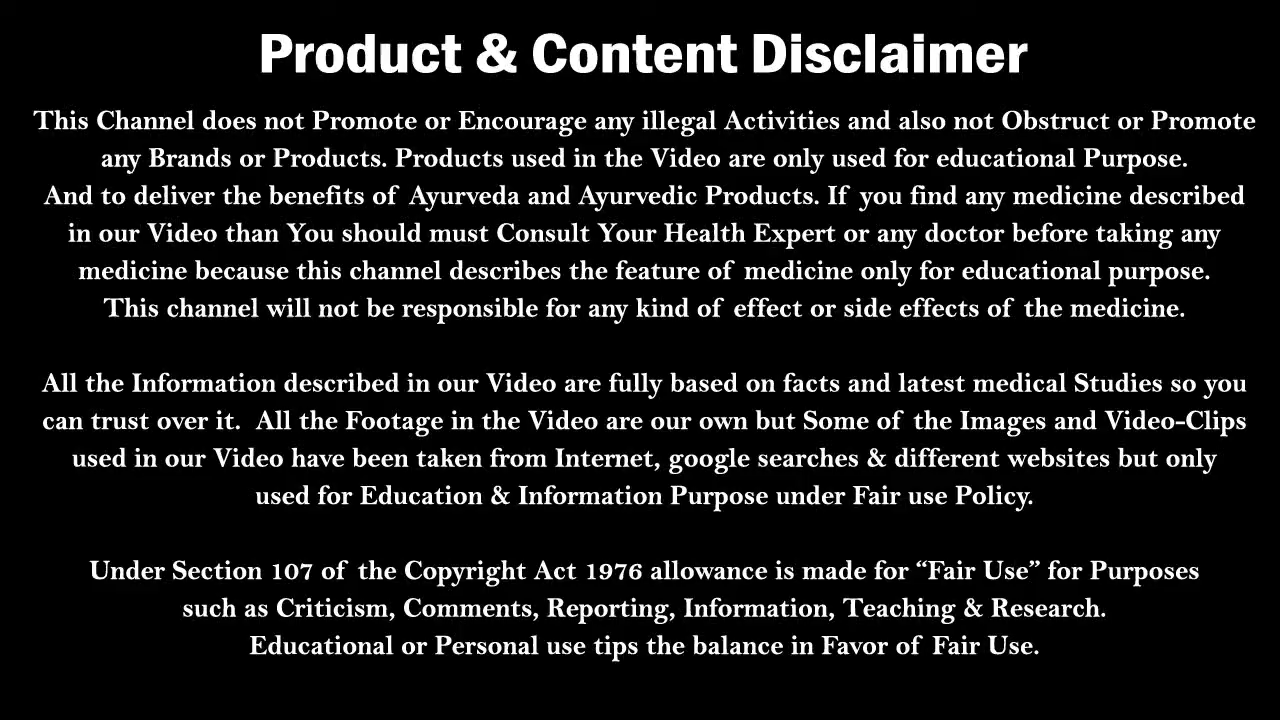 Product & Content Disclaimer
This Channel does not Promote or Encourage any illegal Activities and also not Obstruct or Promote
any Brands or Products. Products used in the Video are only used for educational Purpose.
And to deliver the benefits of Ayurveda and Ayurvedic Products. If you find any medicine described
in our Video than You should must Consult Your Health Expert or any doctor before taking any
medicine because this channel describes the feature of medicine only for educational purpose.
This channel will not be responsible for any kind of effect or side effects of the medicine.
All the Information described in our Video are fully based on facts and latest medical Studies so you
can trust over it. All the Footage in the Video are our own but Some of the Images and Video-Clips
used in our Video have been taken from Internet, google searches & different websites but only
used for Education & Information Purpose under Fair use Policy.
Under Section 107 of the Copyright Act 1976 allowance is made for “Fair Use” for Purposes
such as Criticism, Comments, Reporting, Information, Teaching & Research.
Educational or Personal use tips the balance in Favor of Fair Use.